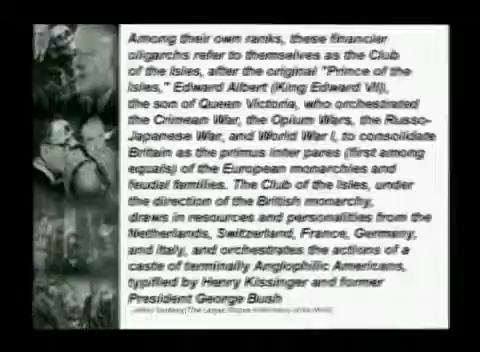 Among their own ranks, these financier
oligarchs refer to themselves as the Club
of the Isles, after the original "Prince of the
Isles," Edward Albert (King Edward VII),
the son of Queen Victoria, who orchestrated
the Crimean War, the Opium Wars, the Russo-
Japanese War, and World War I, to consolidate
Britain as the primus inter pares (first among
equals) of the European monarchies and
feudal families. The Club of the Isles, under
the direction of the British monarchy,
draws in resources and personalities from the
Netherlands, Switzerland, France, Germany,
and Italy, and orchestrates the actions of a
caste of terminally Anglophilic Americans,
typified by Henry Kissinger and former
President George Bush